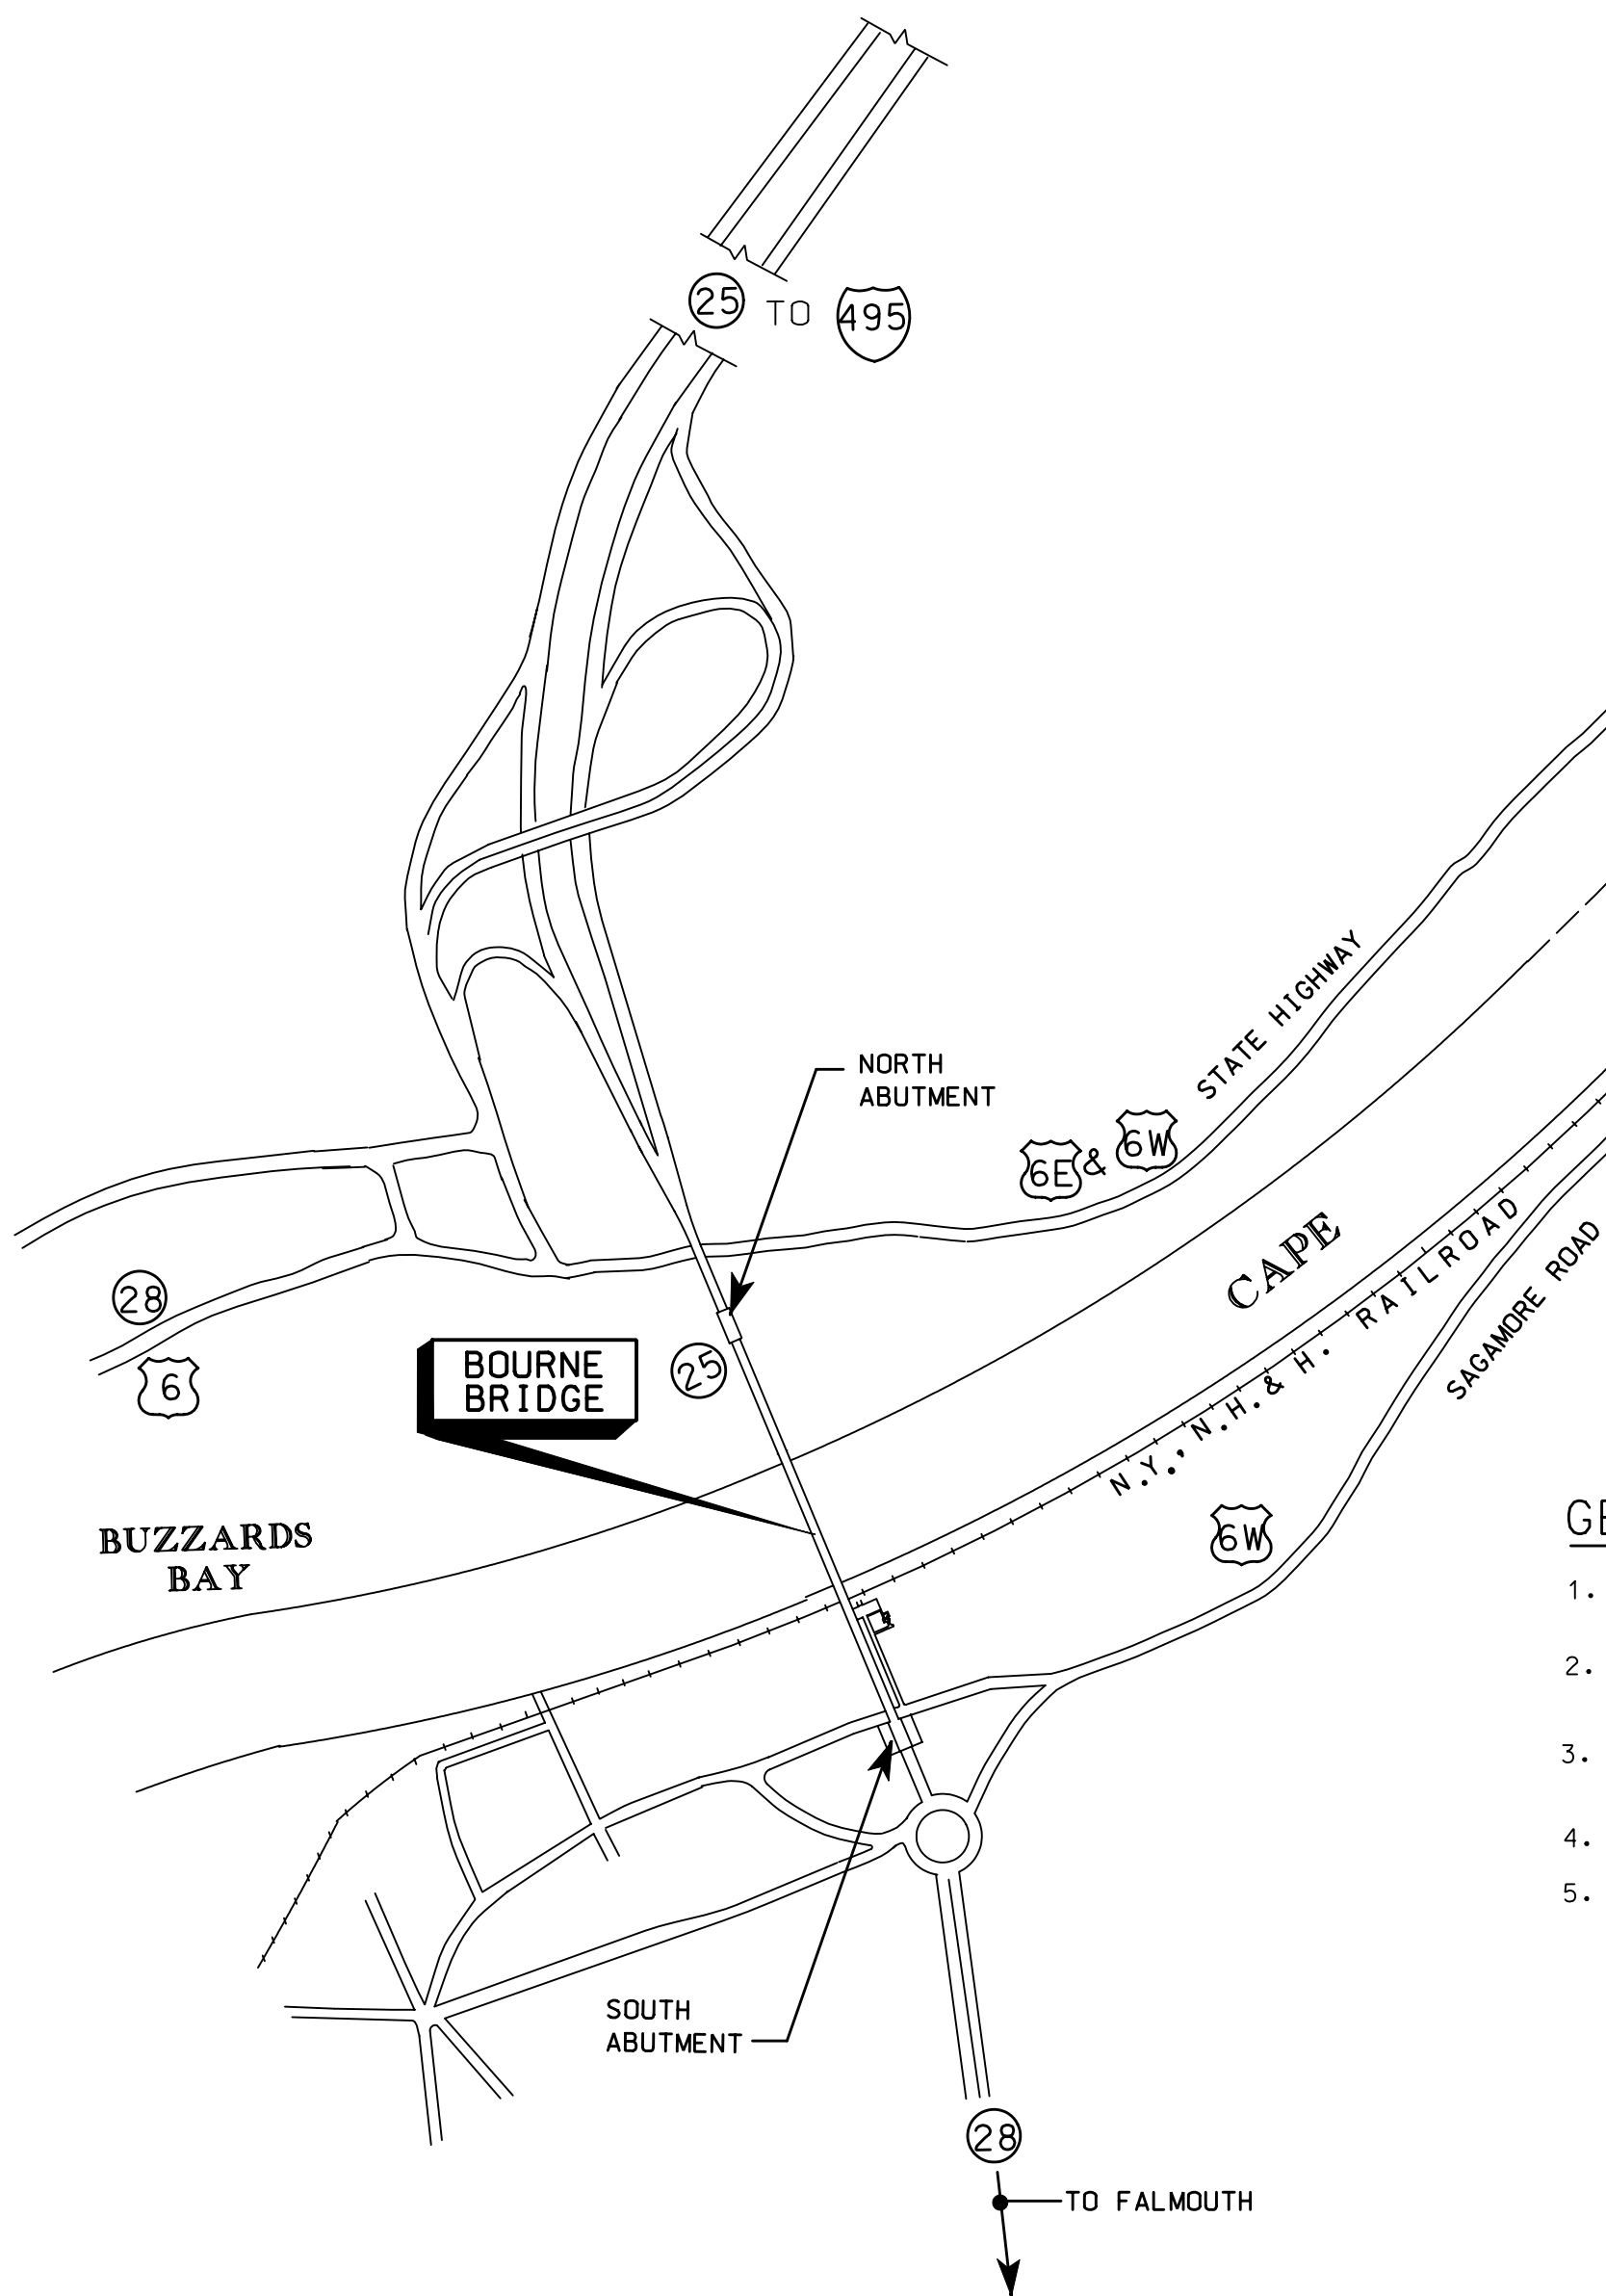 25 TO 495
NORTH
ABUTMENT
STATE HIGHWAY
6E & 6W
CAPE
N.Y., N.H. & H. RAILROAD
SAGAMORE ROAD
28
6
BOURNE
BRIDGE
25
BUZZARDS
BAY
6W
GE
1.
2.
3.
4.
5.
SOUTH
ABUTMENT
28
TO FALMOUTH